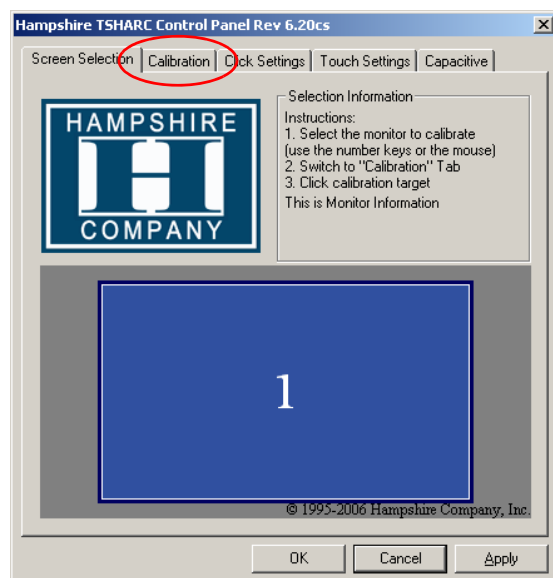 Hampshire TSHARC Control Panel Rev 6.20cs
Screen Selection Calibration Click Settings Touch Settings Capacitive
HAMPSHIRE
COMPANY
Selection Information
Instructions:
1. Select the monitor to calibrate
(use the number keys or the mouse)
2. Switch to "Calibration" Tab
3. Click calibration target
This is Monitor Information
1
© 1995-2006 Hampshire Company, Inc.
OK Cancel Apply